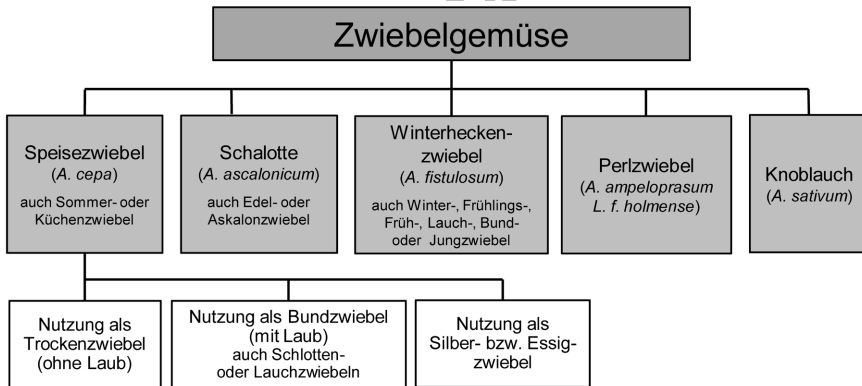 Zwiebelgemüse
Speisezwiebel
(A. cepa)
auch Sommer- oder
Küchenzwiebel
Schalotte
(A. ascalonicum)
auch Edel- oder
Askalonzwiebel
Winterhecken-
zwiebel
(A. fistulosum)
auch Winter-, Frühlings-,
Früh-, Lauch-, Bund-
oder Jungzwiebel
Perlzwiebel
(A. ampeloprasum
L. f. holmense)
Knoblauch
(A. sativum)
Nutzung als
Trockenzwiebel
(ohne Laub)
Nutzung als Bundzwiebel
(mit Laub)
auch Schlotten-
oder Lauchzwiebeln
Nutzung als
Silber- bzw. Essig-
zwiebel